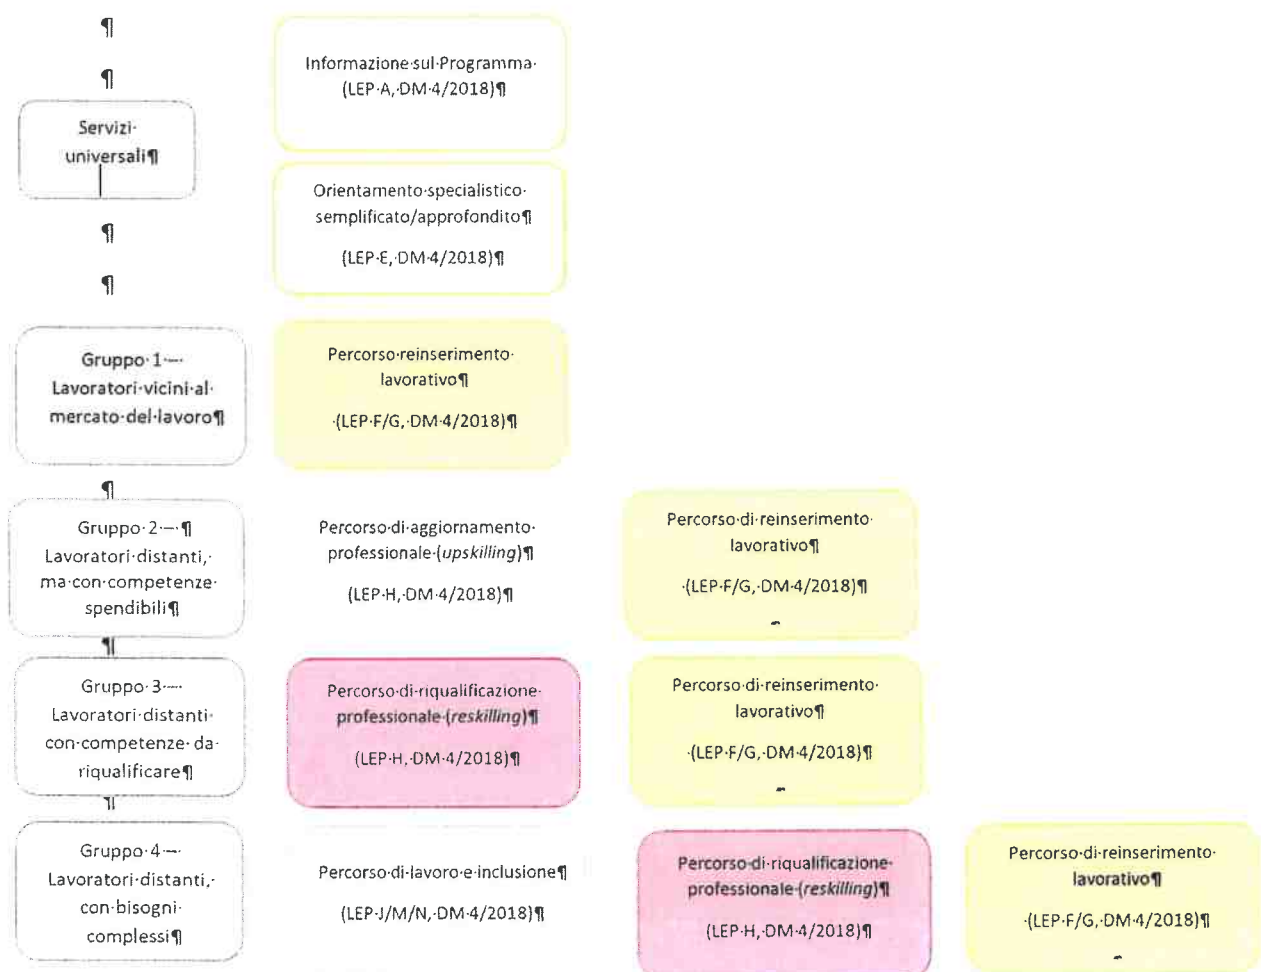 ¶
¶
Servizi·
universali¶
Informazione·sul·Programma·
(LEP·A,·DM·4/2018)¶
Orientamento·specialistico·
semplificato/approfondito¶
(LEP·E,·DM·4/2018)¶
¶
¶
Gruppo·1·–·
Lavoratori·vicini·al·
mercato·del·lavoro¶
Percorso·reinserimento·
lavorativo¶
·(LEP·F/G,·DM·4/2018)¶
¶
Gruppo·2·–·¶
Lavoratori·distanti,·
ma·con·competenze·
spendibili¶
Percorso·di·aggiornamento·
professionale·(upskilling)¶
(LEP·H,·DM·4/2018)¶
Percorso·di·reinserimento·
lavorativo¶
·(LEP·F/G,·DM·4/2018)¶
¶
Gruppo·3·–·
Lavoratori·distanti·
con·competenze·da·
riqualificare¶
Percorso·di·riqualificazione·
professionale·(reskilling)¶
(LEP·H,·DM·4/2018)¶
Percorso·di·reinserimento·
lavorativo¶
·(LEP·F/G,·DM·4/2018)¶
¶
Gruppo·4·–·
Lavoratori·distanti,·
con·bisogni·
complessi¶
Percorso·di·lavoro·e·inclusione¶
(LEP·J/M/N,·DM·4/2018)¶
Percorso·di·riqualificazione·
professionale·(reskilling)¶
(LEP·H,·DM·4/2018)¶
Percorso·di·reinserimento·
lavorativo¶
·(LEP·F/G,·DM·4/2018)¶